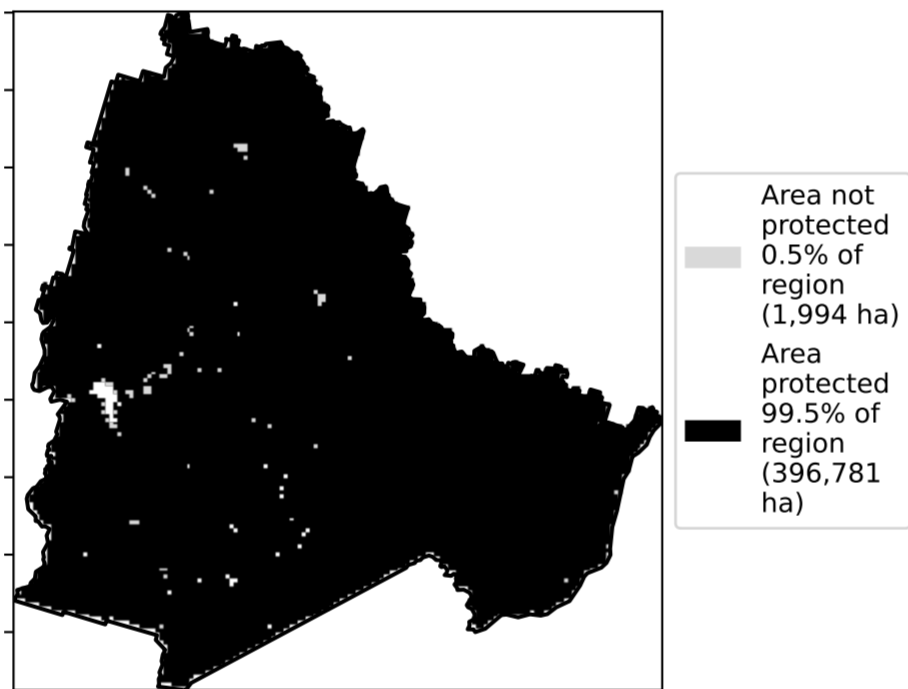 Area not
protected
0.5% of
region
(1,994 ha)
Area
protected
99.5% of
region
(396,781
ha)